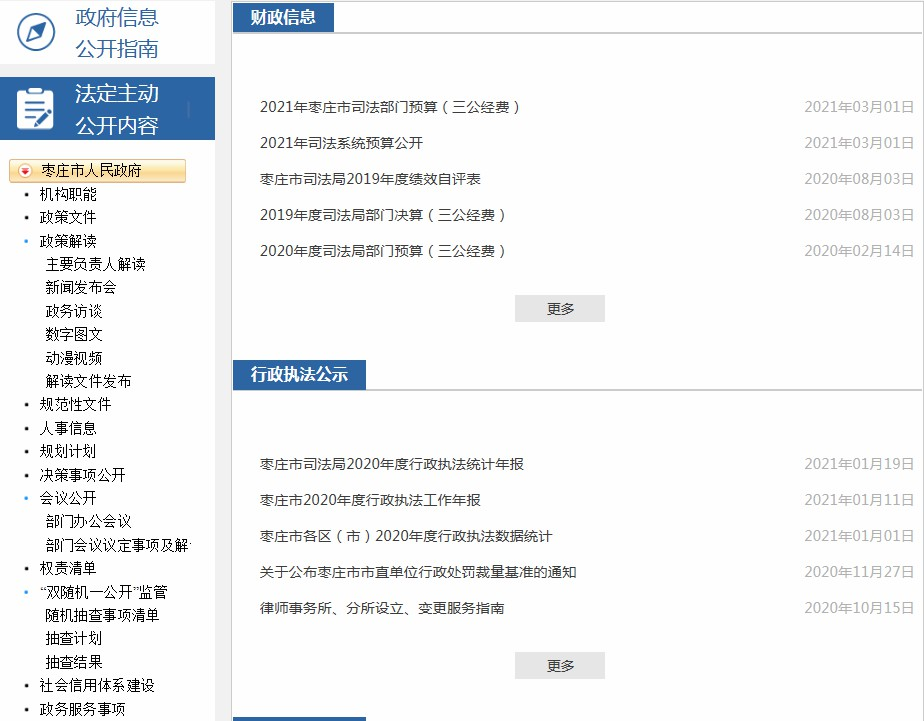 政府信息
公开指南
法定主动
公开内容
枣庄市人民政府
机构职能
政策文件
政策解读
主要负责人解读
新闻发布会
政务访谈
数字图文
动漫视频
解读文件发布
规范性文件
人事信息
规划计划
决策事项公开
会议公开
部门办公会议
部门会议议定事项及解
权责清单
“双随机一公开”监管
随机抽查事项清单
抽查计划
抽查结果
社会信用体系建设
政务服务事项
财政信息
2021年枣庄市司法部门预算（三公经费） 2021年03月01日
2021年司法系统预算公开 2021年03月01日
枣庄市司法局2019年度绩效自评表 2020年08月03日
2019年度司法局部门决算（三公经费） 2020年08月03日
2020年度司法局部门预算（三公经费） 2020年02月14日
更多
行政执法公示
枣庄市司法局2020年度行政执法统计年报 2021年01月19日
枣庄市2020年度行政执法工作年报 2021年01月11日
枣庄市各区（市）2020年度行政执法数据统计 2021年01月01日
关于公布枣庄市市直单位行政处罚裁量基准的通知 2020年11月27日
律师事务所、分所设立、变更服务指南 2020年10月15日
更多